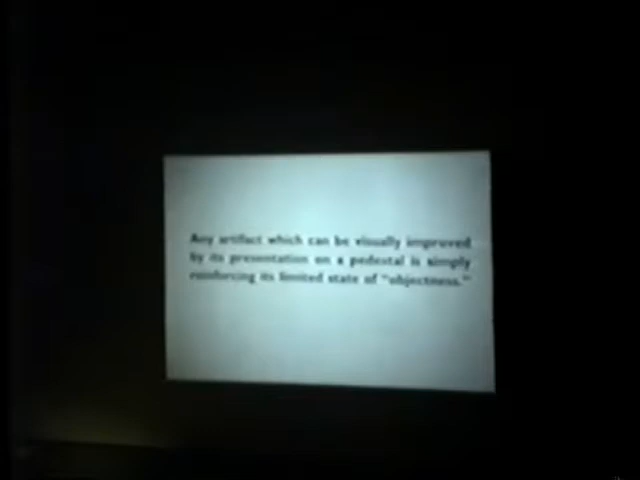 Any artifact which can be visually improved
by its presentation on a pedestal is simply
reinforcing its limited state of "objectness."